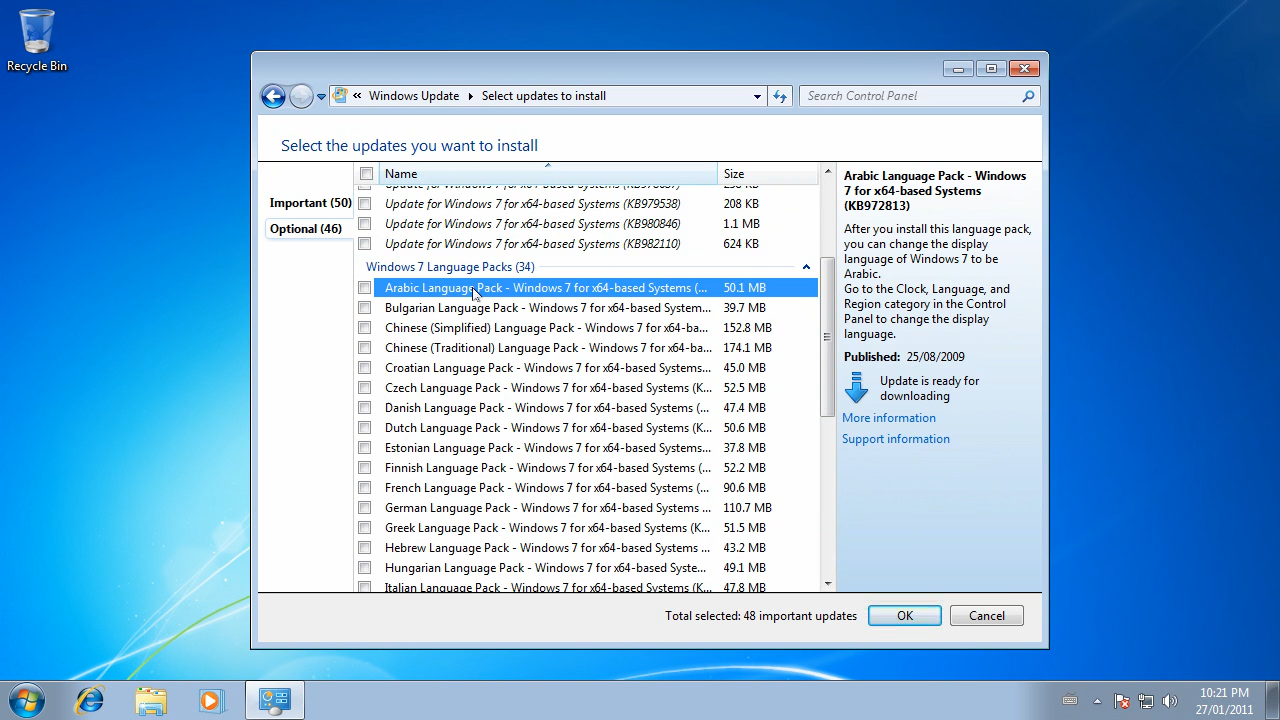 Recycle Bin
« Windows Update ▸ Select updates to install
Search Control Panel
Select the updates you want to install
Important (50)
Optional (46)
Name Size
Update for Windows 7 for x64-based Systems
Update for Windows 7 for x64-based Systems (KB979538) 208 KB
Update for Windows 7 for x64-based Systems (KB980846) 1.1 MB
Update for Windows 7 for x64-based Systems (KB982110) 624 KB
Windows 7 Language Packs (34)
Arabic Language Pack - Windows 7 for x64-based Systems (... 50.1 MB
Bulgarian Language Pack - Windows 7 for x64-based System... 39.7 MB
Chinese (Simplified) Language Pack - Windows 7 for x64-ba... 152.8 MB
Chinese (Traditional) Language Pack - Windows 7 for x64-ba... 174.1 MB
Croatian Language Pack - Windows 7 for x64-based Systems... 45.0 MB
Czech Language Pack - Windows 7 for x64-based Systems (K... 52.5 MB
Danish Language Pack - Windows 7 for x64-based Systems (... 47.4 MB
Dutch Language Pack - Windows 7 for x64-based Systems (... 50.6 MB
Estonian Language Pack - Windows 7 for x64-based Systems... 37.8 MB
Finnish Language Pack - Windows 7 for x64-based Systems (... 52.2 MB
French Language Pack - Windows 7 for x64-based Systems (... 90.6 MB
German Language Pack - Windows 7 for x64-based Systems ... 110.7 MB
Greek Language Pack - Windows 7 for x64-based Systems (K... 51.5 MB
Hebrew Language Pack - Windows 7 for x64-based Systems ... 43.2 MB
Hungarian Language Pack - Windows 7 for x64-based Syste... 49.1 MB
Italian Language Pack - Windows 7 for x64-based Systems (K... 47.8 MB
Arabic Language Pack - Windows
7 for x64-based Systems
(KB972813)
After you install this language pack,
you can change the display
language of Windows 7 to be
Arabic.
Go to the Clock, Language, and
Region category in the Control
Panel to change the display
language.
Published: 25/08/2009
Update is ready for
downloading
More information
Support information
Total selected: 48 important updates
OK
Cancel
10:21 PM
27/01/2011